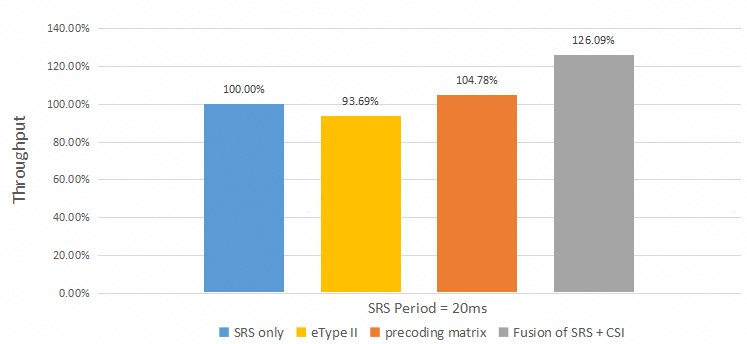 140.00%
126.09%
120.00%
104.78%
100.00%
93.69%
100.00%
80.00%
60.00%
40.00%
20.00%
0.00%
Throughput
SRS Period = 20ms
SRS only
eType II
precoding matrix
Fusion of SRS + CSI